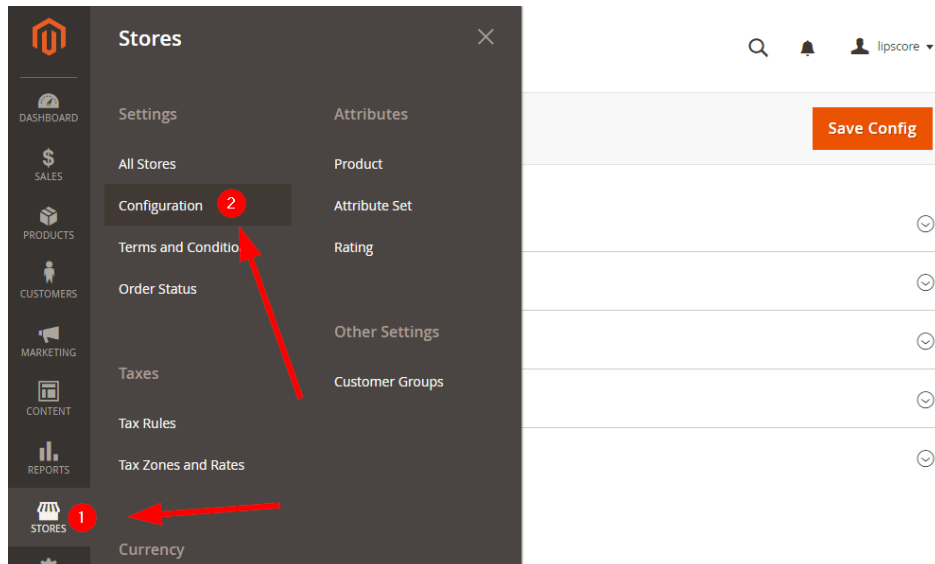 DASHBOARD
SALES
PRODUCTS
CUSTOMERS
MARKETING
CONTENT
REPORTS
STORES
1
Stores
Settings
All Stores
Configuration
2
Terms and Conditio
Order Status
Taxes
Tax Rules
Tax Zones and Rates
Currency
Attributes
Product
Attribute Set
Rating
Other Settings
Customer Groups
lipscore
Save Config